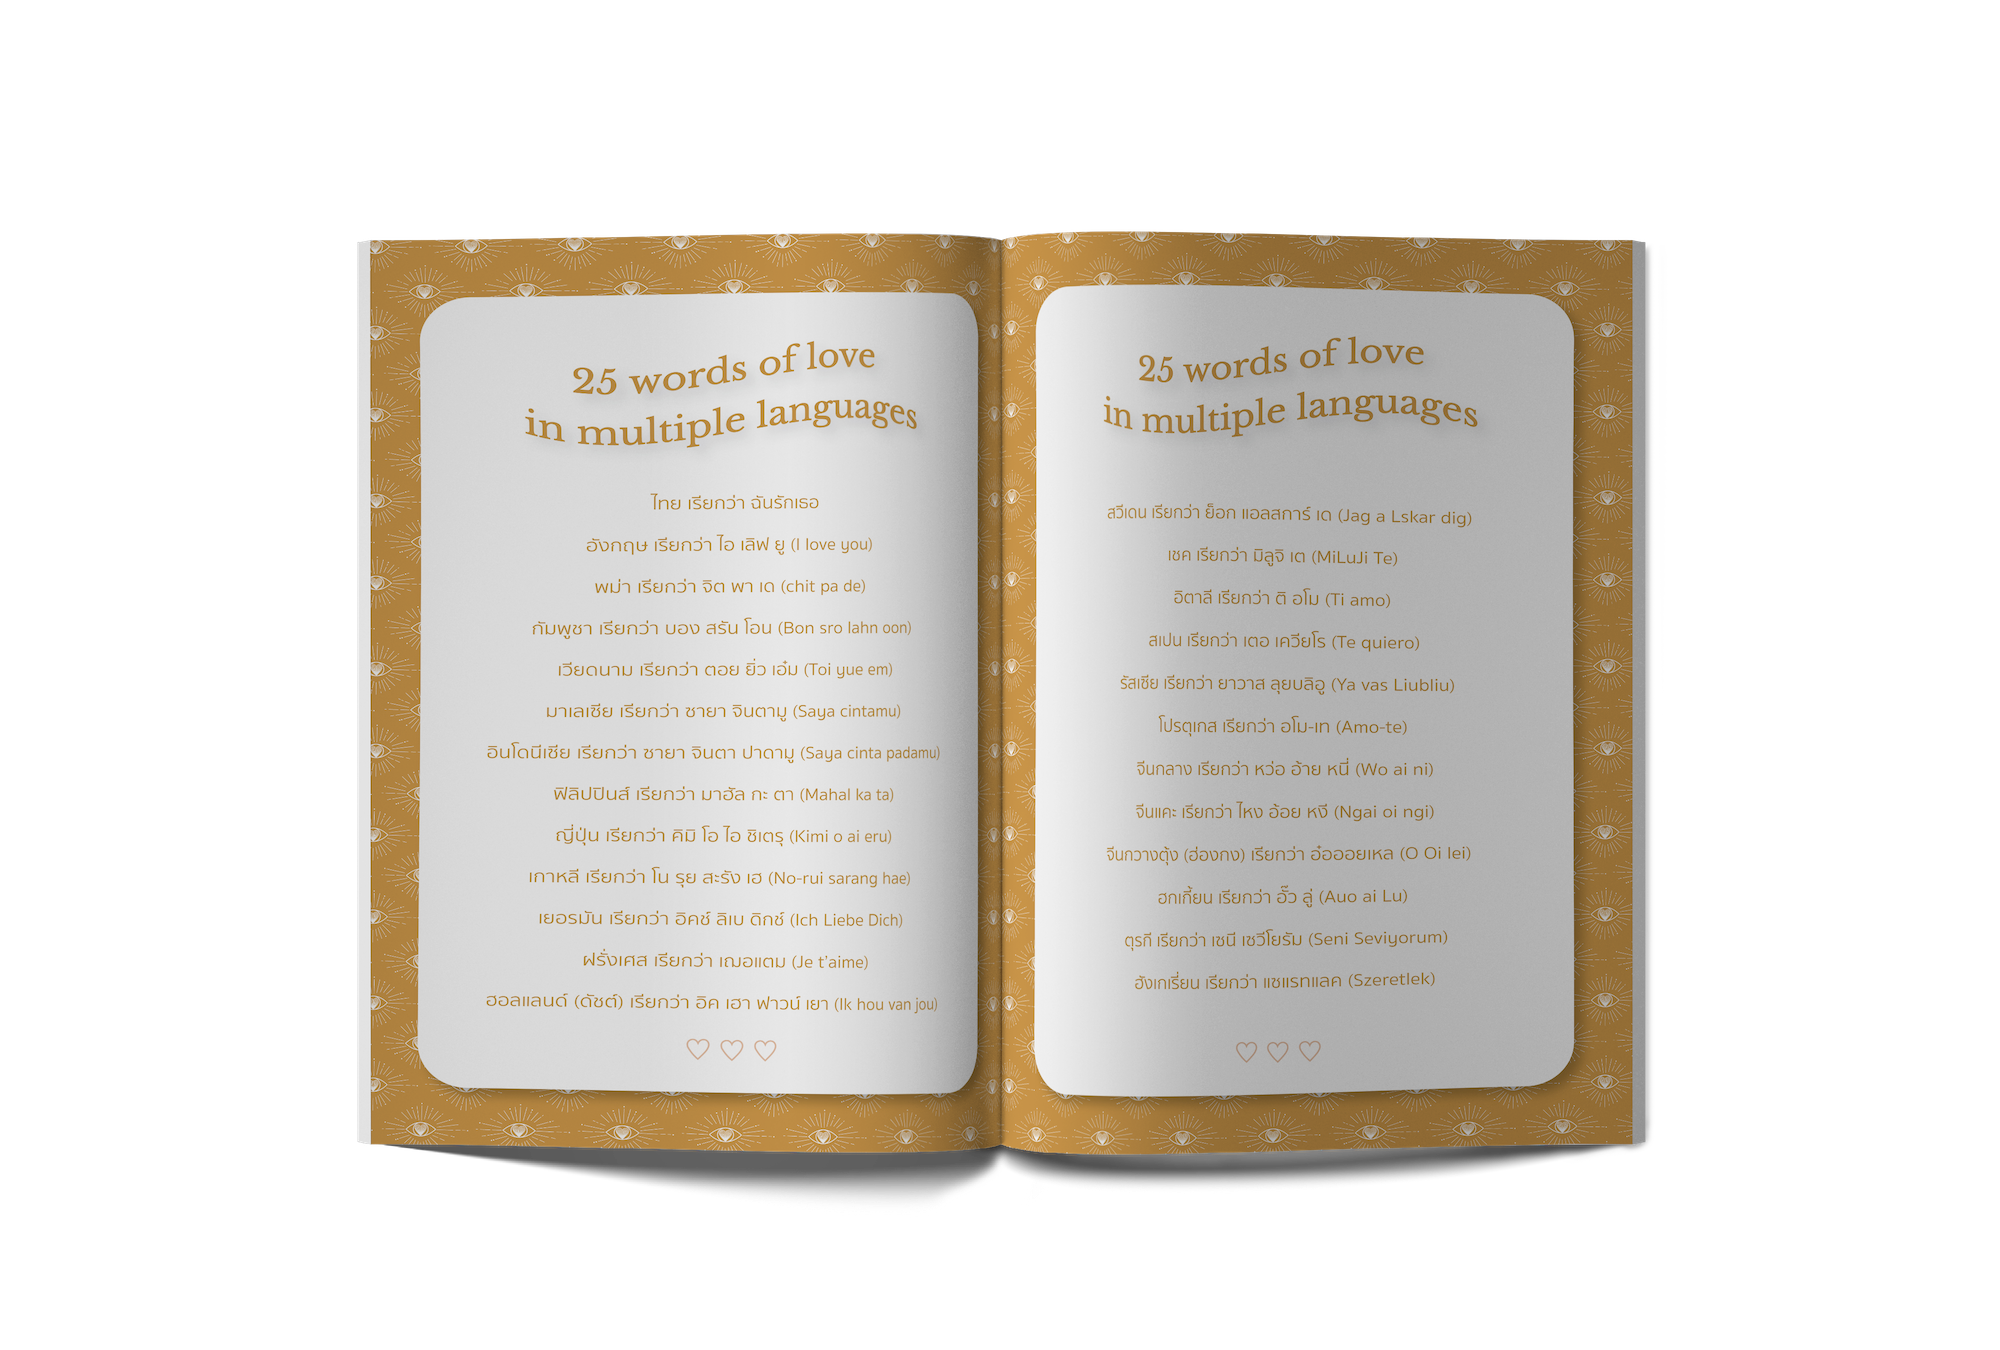 25 words of love
in multiple languages
ไทย เรียกว่า ฉันรักเธอ
อังกฤษ เรียกว่า ไอ เลิฟ ยู (I love you)
พม่า เรียกว่า จิต พา เด (chit pa de)
กัมพูชา เรียกว่า บอง สรัน โอน (Bon sro lahn oon)
เวียดนาม เรียกว่า ตอย ยิ่ว เอ๋ม (Toi yue em)
มาเลเซีย เรียกว่า ซายา จินตามู (Saya cintamu)
อินโดนีเซีย เรียกว่า ซายา จินตา ปาดามู (Saya cinta padamu)
ฟิลิปปินส์ เรียกว่า มาฮัล กะ ตา (Mahal ka ta)
ญี่ปุ่น เรียกว่า คิมิ โอ ไอ ชิเตรุ (Kimi o ai eru)
เกาหลี เรียกว่า โน รุย สะรัง เฮ (No-rui sarang hae)
เยอรมัน เรียกว่า อิคช์ ลิเบ ดิกช์ (Ich Liebe Dich)
ฝรั่งเศส เรียกว่า เฌอแตม (Je t'aime)
ฮอลแลนด์ (ดัชต์) เรียกว่า อิค เฮา ฟาวน์ เยา (Ik hou van jou)
25 words of love
in multiple languages
สวีเดน เรียกว่า ย็อก แอลสการ์ เด (Jag a Lskar dig)
เชค เรียกว่า มิลูจิ เต (MiLuJi Te)
อิตาลี เรียกว่า ติ อโม (Ti amo)
สเปน เรียกว่า เตอ เควียโร (Te quiero)
รัสเซีย เรียกว่า ยาวาส ลุยบลิอู (Ya vas Liubliu)
โปรตุเกส เรียกว่า อโม-เท (Amo-te)
จีนกลาง เรียกว่า หว่อ อ้าย หนี่ (Wo ai ni)
จีนแคะ เรียกว่า ไหง อ้อย หงี (Ngai oi ngi)
จีนกวางตุ้ง (ฮ่องกง) เรียกว่า อ๋อออยเหล (O Oi lei)
ฮกเกี้ยน เรียกว่า อั๊ว ลู่ (Auo ai Lu)
ตุรกี เรียกว่า เซนี เซวีโยรัม (Seni Seviyorum)
ฮังเกเรี่ยน เรียกว่า แซแรทแลค (Szeretlek)